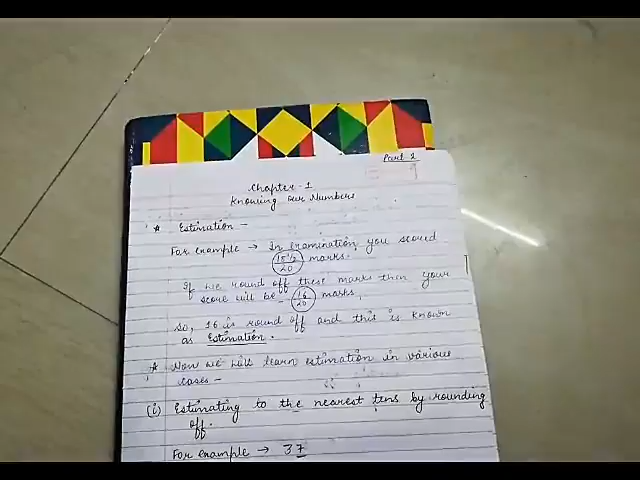 Part 2
Chapter-1
Knowing our Numbers
* Estimation -
For example → In examination you scored
15 1/2 / 20 marks.
If we round off these marks then your
score will be - 16/20 marks.
So, 16 is round off and this is known
as Estimation.
* Now we will learn estimation in various
cases -
(i) Estimating to the nearest tens by rounding
off.
For example → 37